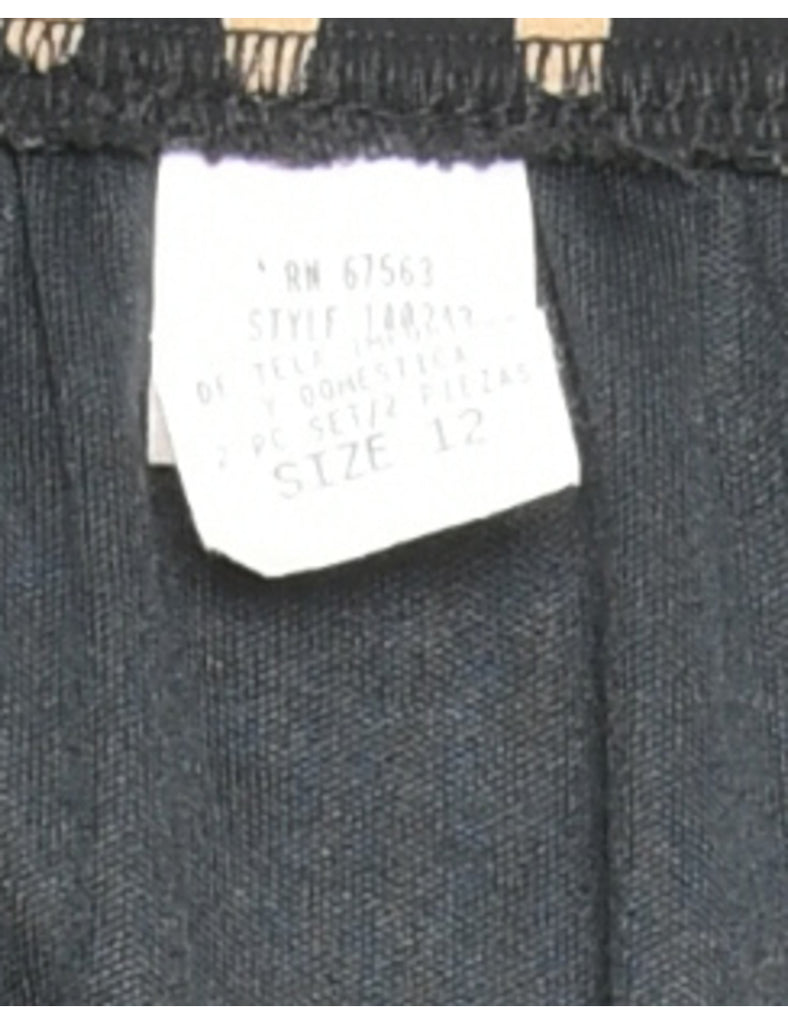 RN 67563
STYLE
DE TELA
Y DOMESTICA
2 PC SET/2 PIEZAS
SIZE 12